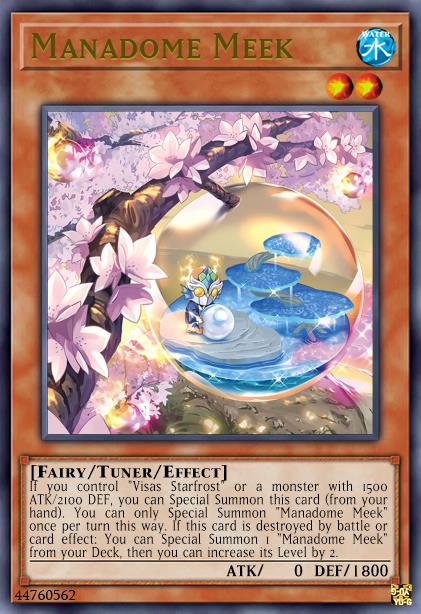 Manadome Meek
WATER
水
[Fairy/Tuner/Effect]
If you control "Visas Starfrost" or a monster with 1500
ATK/2100 DEF, you can Special Summon this card (from your
hand). You can only Special Summon "Manadome Meek"
once per turn this way. If this card is destroyed by battle or
card effect: You can Special Summon 1 "Manadome Meek"
from your Deck, then you can increase its Level by 2.
ATK/ 0 DEF/1800
44760562